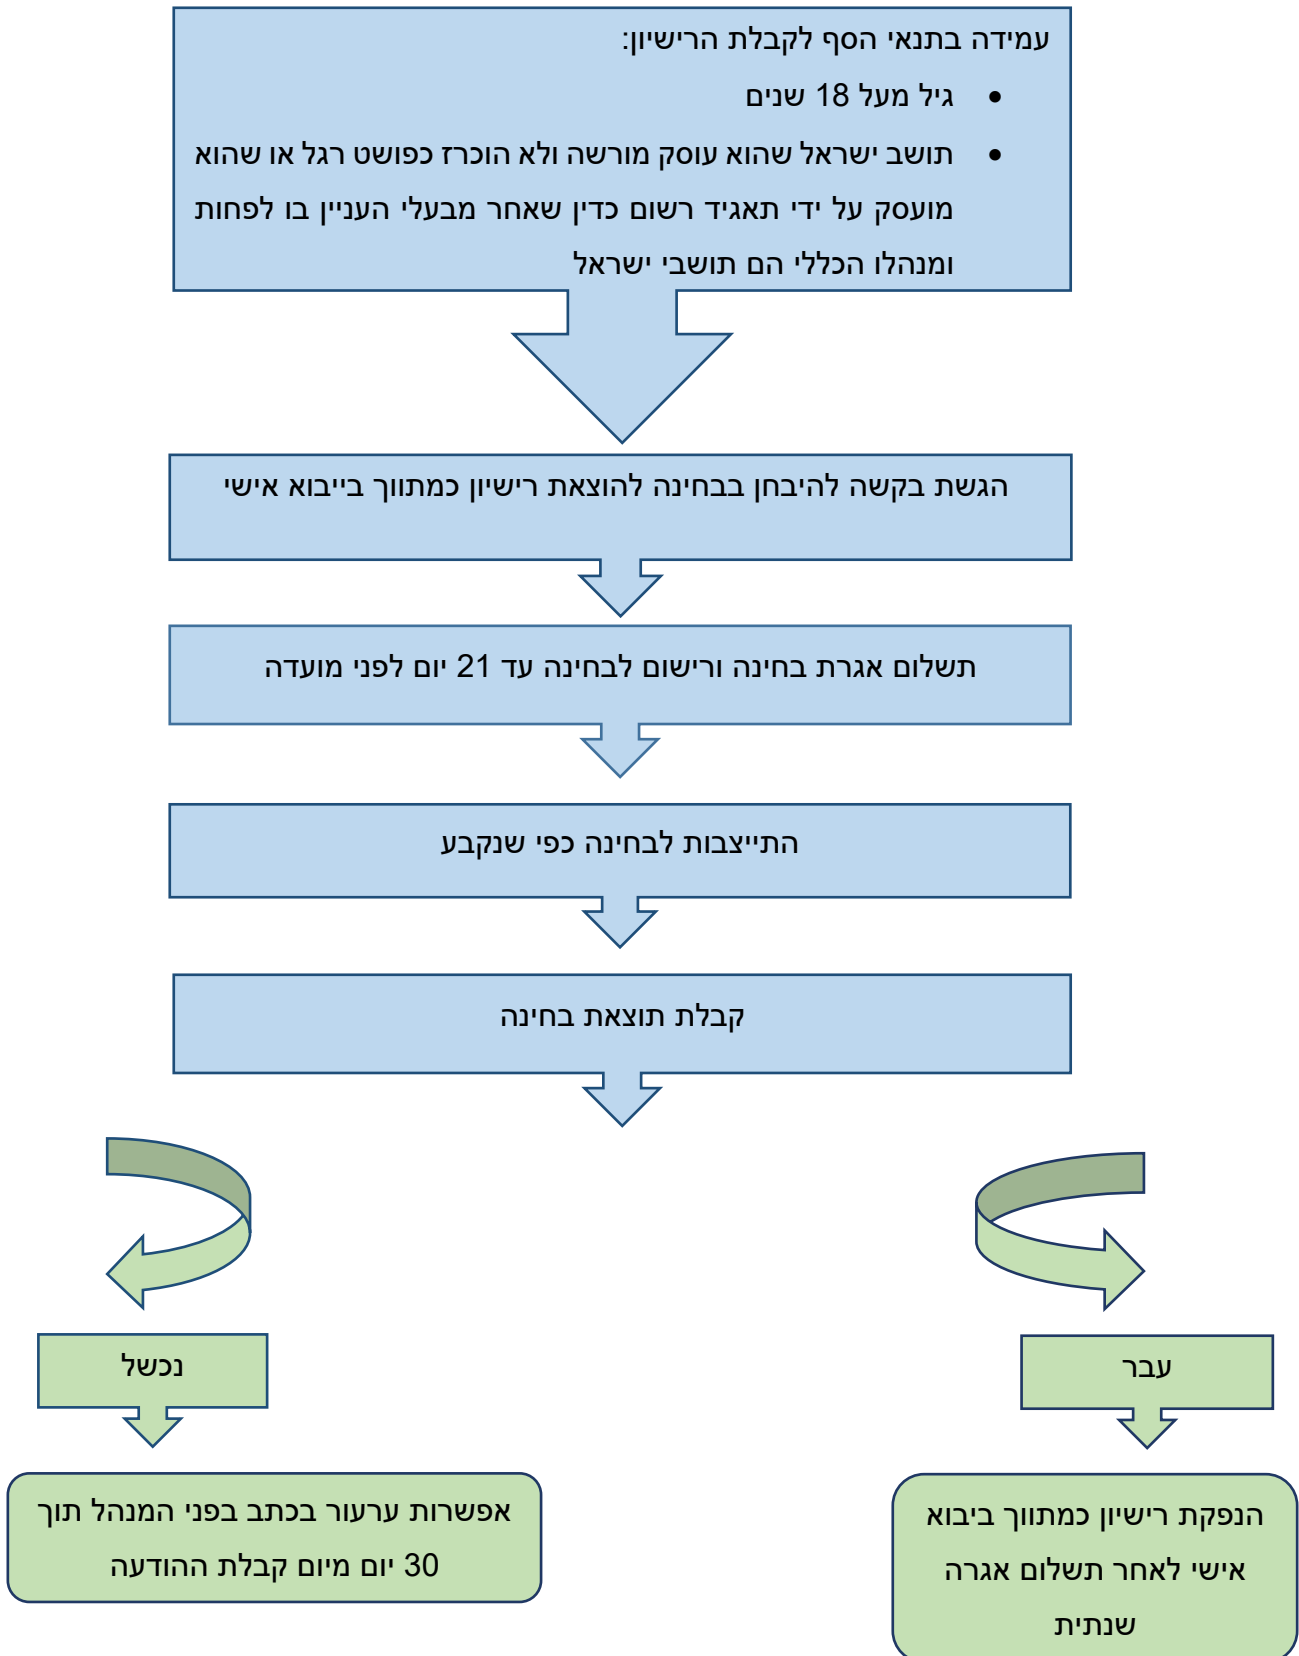 עמידה בתנאי הסף לקבלת הרישיון:
• גיל מעל 18 שנים
• תושב ישראל שהוא עוסק מורשה ולא הוכרז כפושט רגל או שהוא
מועסק על ידי תאגיד רשום כדין שאחר מבעלי העניין בו לפחות
ומנהלו הכללי הם תושבי ישראל
הגשת בקשה להיבחן בבחינה להוצאת רישיון כמתווך בייבוא אישי
תשלום אגרת בחינה ורישום לבחינה עד 21 יום לפני מועדה
התייצבות לבחינה כפי שנקבע
קבלת תוצאת בחינה
עבר
נכשל
הנפקת רישיון כמתווך ביבוא
אישי לאחר תשלום אגרה
שנתית
אפשרות ערעור בכתב בפני המנהל תוך
30 יום מיום קבלת ההודעה